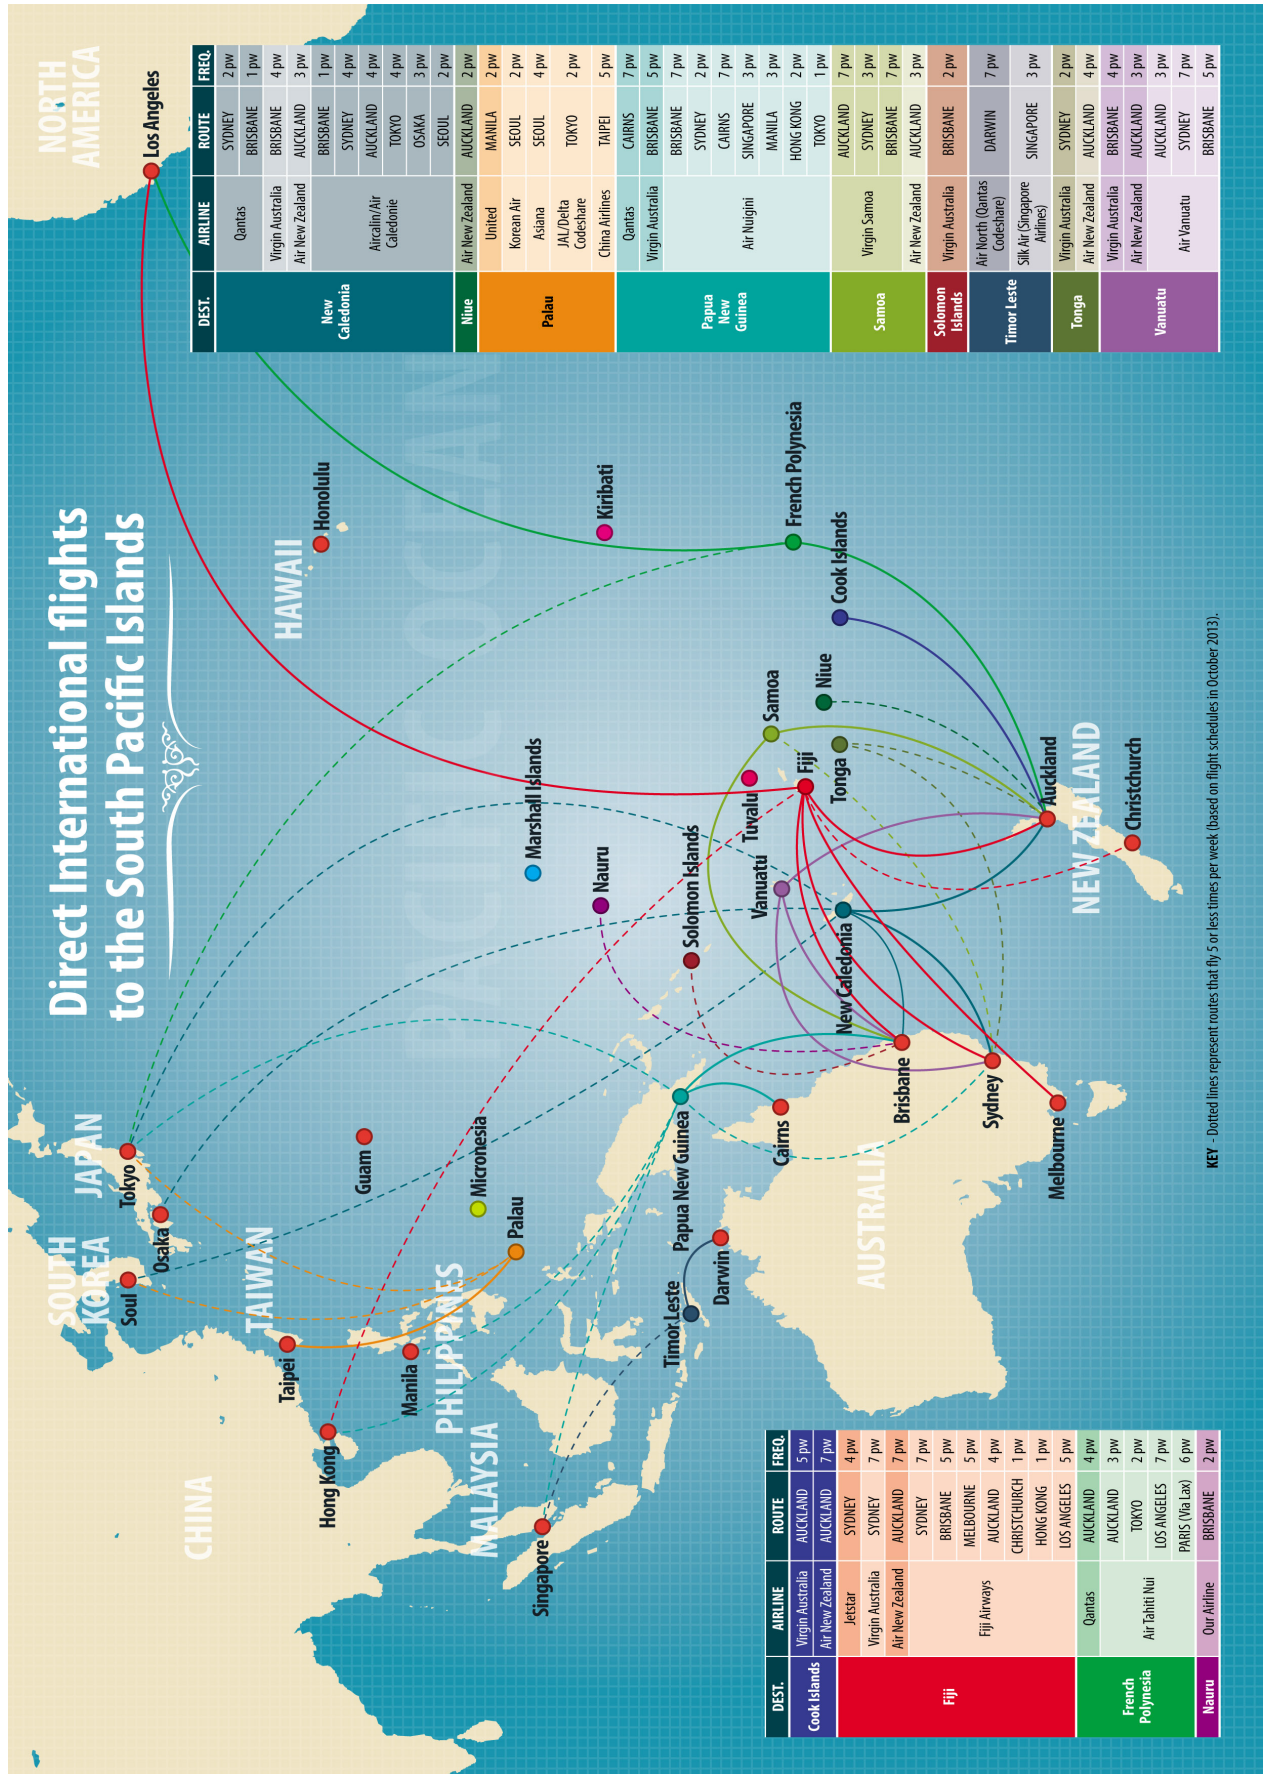 Direct International flights
to the South Pacific Islands
NORTH
AMERICA
Los Angeles
HAWAII
Honolulu
PACIFIC OCEAN
Kiribati
French Polynesia
Cook Islands
Niue
Samoa
Tonga
Fiji
Tuvalu
Marshall Islands
Nauru
Solomon Islands
Vanuatu
New Caledonia
Auckland
NEW ZEALAND
Christchurch
Brisbane
Sydney
Melbourne
Cairns
AUSTRALIA
Papua New Guinea
Darwin
Timor Leste
Micronesia
Palau
Guam
JAPAN
Tokyo
Osaka
SOUTH
KOREA
Soul
TAIWAN
Taipei
PHILIPPINES
Manila
Hong Kong
CHINA
MALAYSIA
Singapore
DEST. AIRLINE ROUTE FREQ.
Cook Islands Virgin Australia AUCKLAND 5 pw
Air New Zealand AUCKLAND 7 pw
Fiji Jetstar SYDNEY 4 pw
Virgin Australia SYDNEY 7 pw
Air New Zealand AUCKLAND 7 pw
Fiji Airways SYDNEY 7 pw
BRISBANE 5 pw
MELBOURNE 5 pw
AUCKLAND 4 pw
CHRISTCHURCH 1 pw
HONG KONG 1 pw
LOS ANGELES 5 pw
French
Polynesia Qantas AUCKLAND 4 pw
Air Tahiti Nui AUCKLAND 3 pw
TOKYO 2 pw
LOS ANGELES 7 pw
PARIS (Via Lax) 6 pw
Nauru Our Airline BRISBANE 2 pw
DEST. AIRLINE ROUTE FREQ.
New
Caledonia Qantas SYDNEY 2 pw
BRISBANE 1 pw
Virgin Australia BRISBANE 4 pw
Air New Zealand AUCKLAND 3 pw
Aircalin/Air
Caledonie BRISBANE 1 pw
SYDNEY 4 pw
AUCKLAND 4 pw
TOKYO 4 pw
OSAKA 3 pw
SEOUL 2 pw
Niue Air New Zealand AUCKLAND 2 pw
Palau United MANILA 2 pw
Korean Air SEOUL 2 pw
Asiana SEOUL 4 pw
JAL/Delta
Codeshare TOKYO 2 pw
China Airlines TAIPEI 5 pw
Papua
New
Guinea Qantas CAIRNS 7 pw
Virgin Australia BRISBANE 5 pw
Air Nuigini BRISBANE 7 pw
SYDNEY 2 pw
CAIRNS 7 pw
SINGAPORE 3 pw
MANILA 3 pw
HONG KONG 2 pw
TOKYO 1 pw
Samoa Virgin Samoa AUCKLAND 7 pw
SYDNEY 3 pw
BRISBANE 7 pw
Air New Zealand AUCKLAND 3 pw
Solomon
Islands Virgin Australia BRISBANE 2 pw
Timor Leste Air North (Qantas
Codeshare) DARWIN 7 pw
Silk Air (Singapore
Airlines) SINGAPORE 3 pw
Tonga Virgin Australia SYDNEY 2 pw
Air New Zealand AUCKLAND 4 pw
Vanuatu Virgin Australia BRISBANE 4 pw
Air New Zealand AUCKLAND 3 pw
Air Vanuatu AUCKLAND 3 pw
SYDNEY 7 pw
BRISBANE 5 pw
KEY - Dotted lines represent routes that fly 5 or less times per week (based on flight schedules in October 2013).